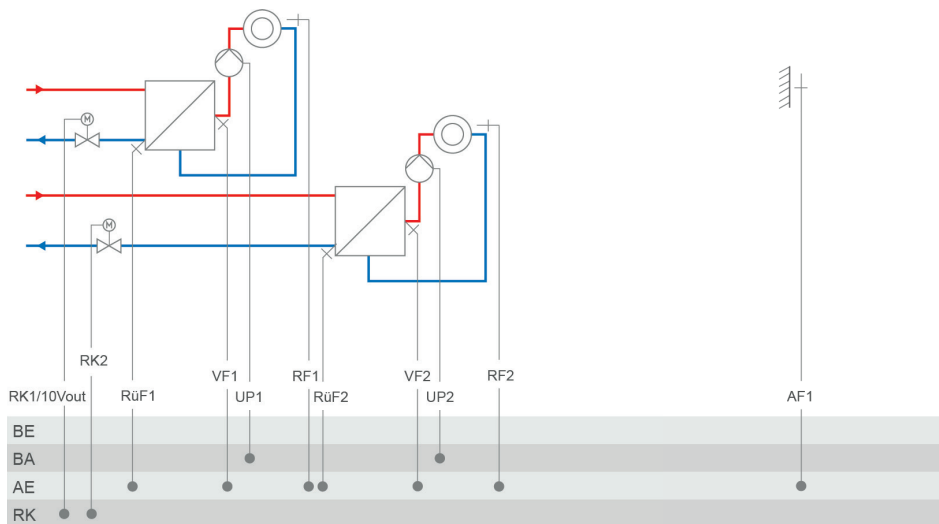 M
M
RK2
VF1
RF1
VF2
RF2
RK1/10Vout
RüF1
UP1
RüF2
UP2
AF1
BE
BA
AE
RK